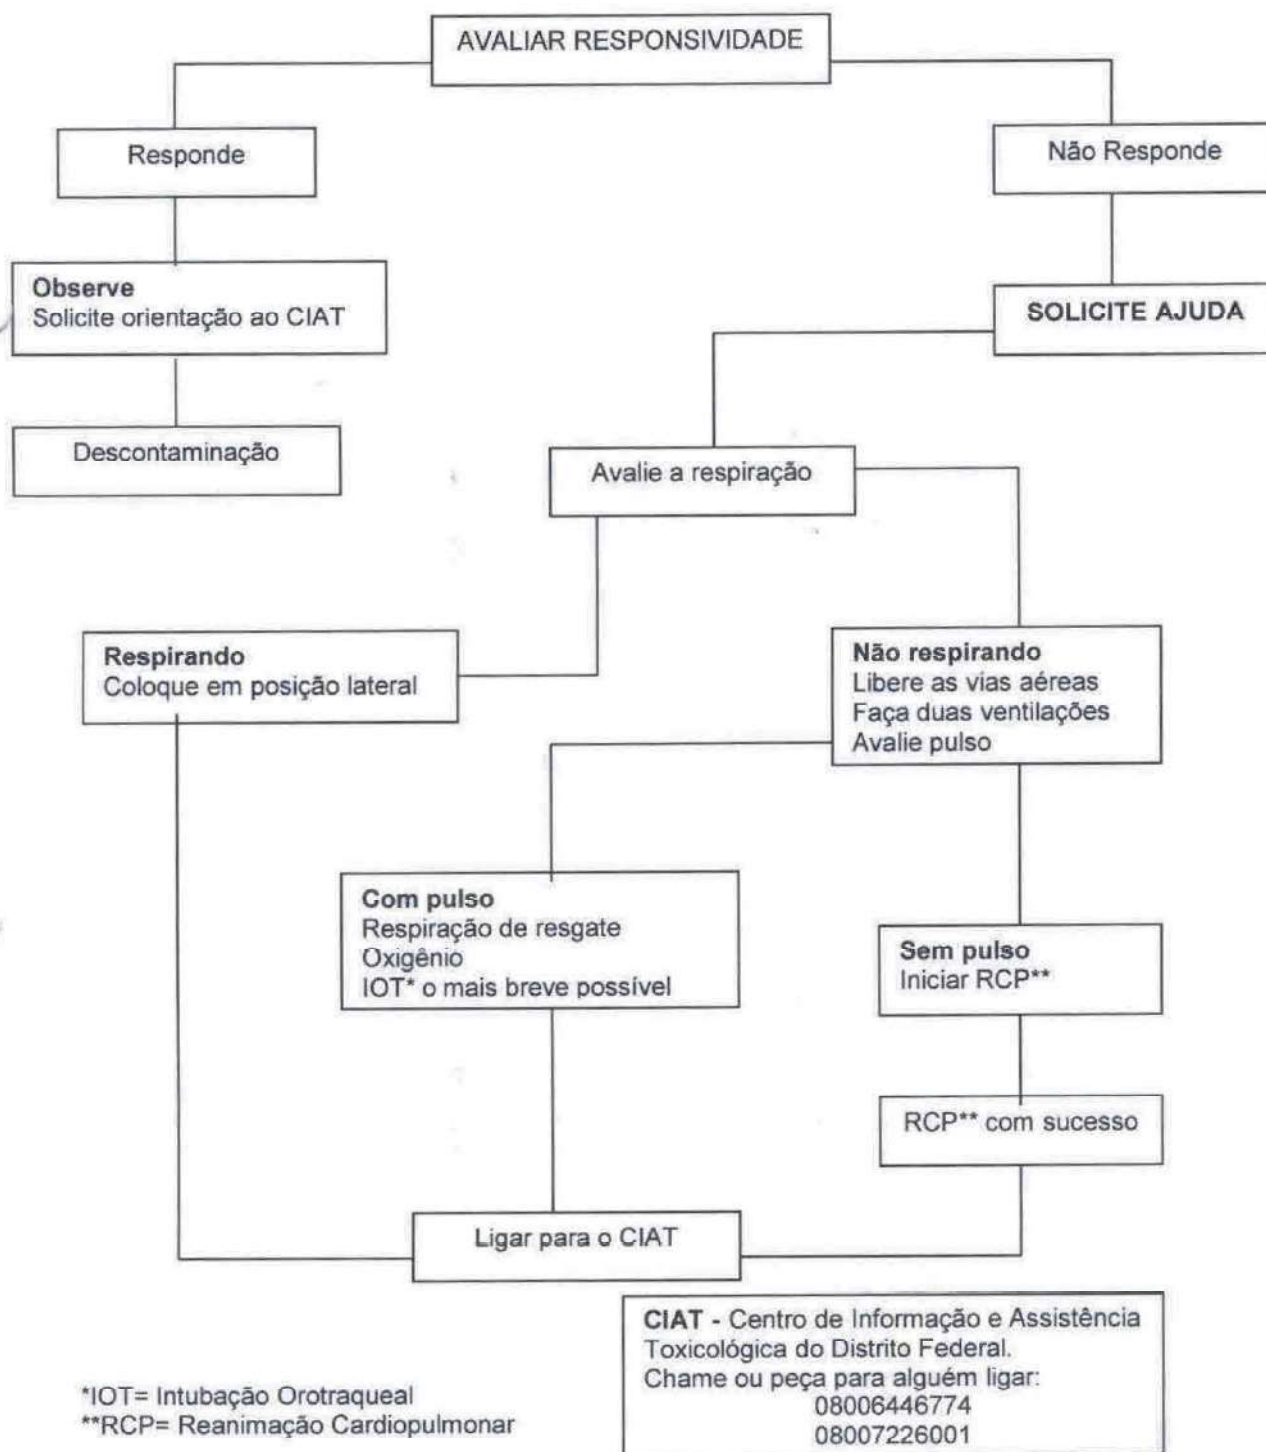 AVALIAR RESPONSIVIDADE
Responde
Não Responde
Observe
Solicite orientação ao CIAT
SOLICITE AJUDA
Descontaminação
Avalie a respiração
Respirando
Coloque em posição lateral
Não respirando
Libere as vias aéreas
Faça duas ventilações
Avalie pulso
Com pulso
Respiração de resgate
Oxigênio
IOT* o mais breve possível
Sem pulso
Iniciar RCP**
RCP** com sucesso
Ligar para o CIAT
CIAT - Centro de Informação e Assistência
Toxicológica do Distrito Federal.
Chame ou peça para alguém ligar:
08006446774
08007226001
*IOT= Intubação Orotraqueal
**RCP= Reanimação Cardiopulmonar